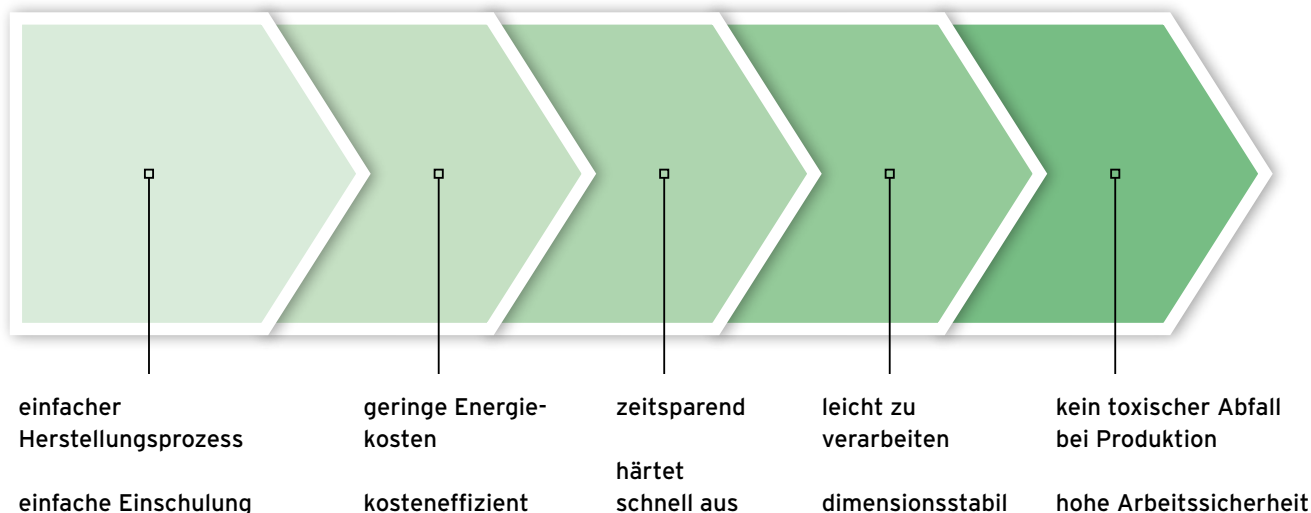 einfacher
Herstellungsprozess
einfache Einschulung
geringe Energie-
kosten
kosteneffizient
zeitsparend
härtet
schnell aus
leicht zu
verarbeiten
dimensionsstabil
kein toxischer Abfall
bei Produktion
hohe Arbeitssicherheit